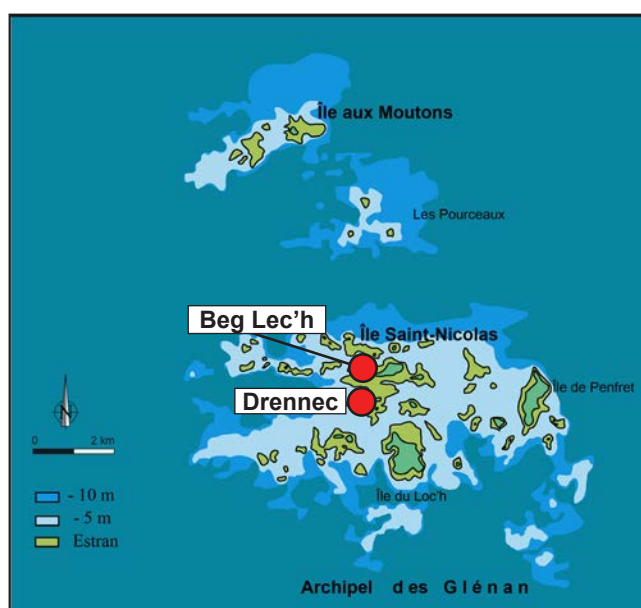 Île aux Moutons
Les Pourceaux
Beg Lec’h
Île Saint-Nicolas
Île de Penfret
Drennec
N
0 2 km
Île du Loc'h
- 10 m
- 5 m
Estran
Archipel des Glénan